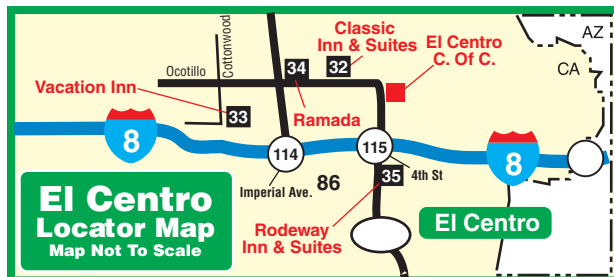 Classic
Inn & Suites
El Centro
C. Of C.
AZ
CA
Cottonwood
Ocotillo
34
32
Vacation Inn
33
Ramada
8
114
115
8
Imperial Ave.
86
4th St
35
El Centro
Locator Map
Map Not To Scale
Rodeway
Inn & Suites
El Centro